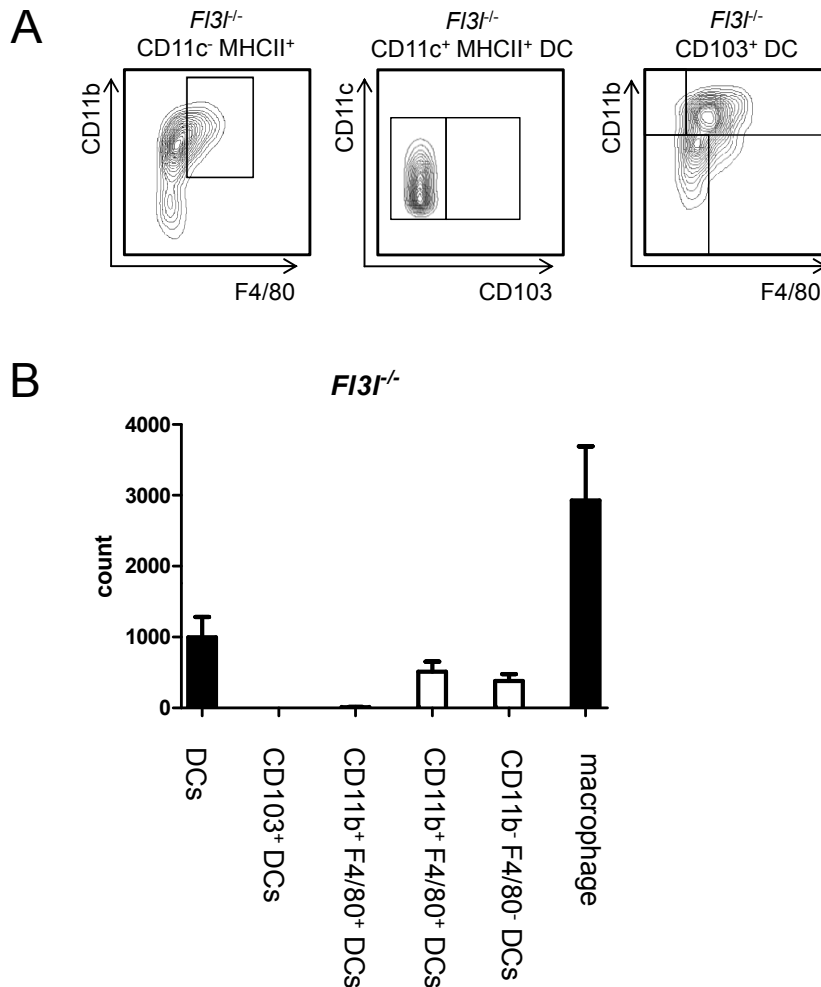 A
Fl3l-/-
CD11c- MHCII+
Fl3l-/-
CD11c+ MHCII+ DC
Fl3l-/-
CD103+ DC
CD11b
F4/80
CD11c
CD103
CD11b
F4/80
B
Fl3l-/-
count
4000
3000
2000
1000
0
DCs
CD103+ DCs
CD11b+ F4/80+ DCs
CD11b+ F4/80+ DCs
CD11b- F4/80- DCs
macrophage